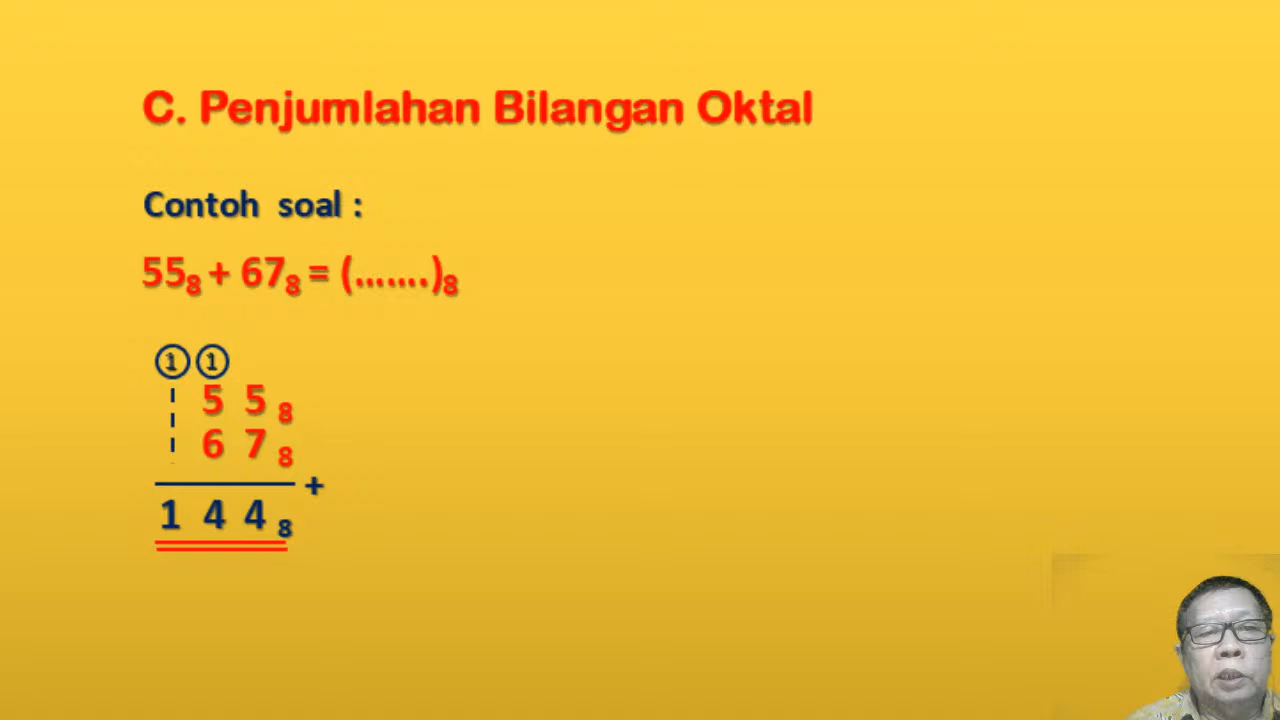 C. Penjumlahan Bilangan Oktal
Contoh soal :
55₈ + 67₈ = (.......)₈
1 1
5 5 ₈
6 7 ₈
+
1 4 4 ₈